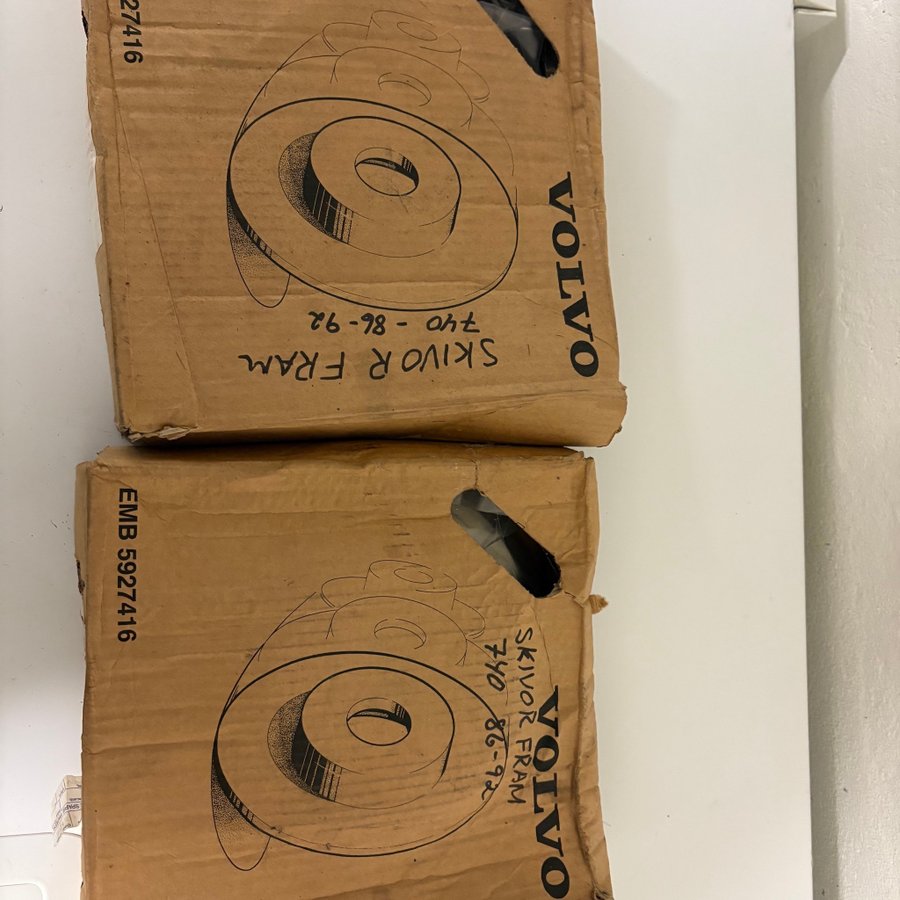 27416
VOLVO
SKIVOR FRAM
740 - 86-92
EMB 5927416
SKIVOR FRAM
740 86-92
VOLVO